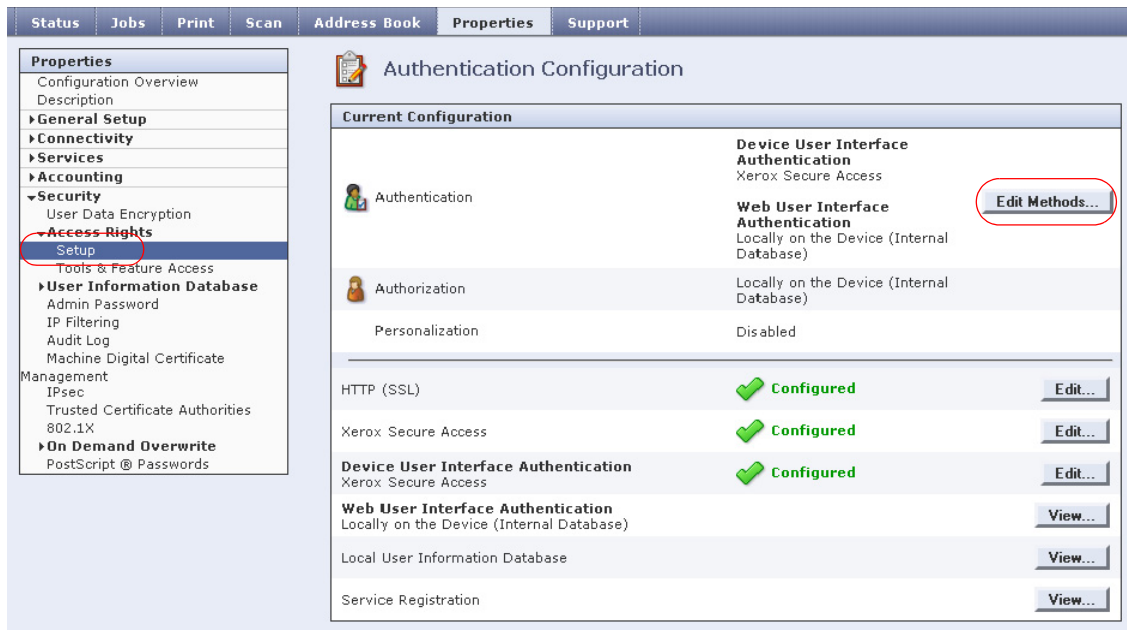 Status Jobs Print Scan Address Book Properties Support
Properties
Configuration Overview
Description
General Setup
Connectivity
Services
Accounting
Security
User Data Encryption
Access Rights
Setup
Tools & Feature Access
User Information Database
Admin Password
IP Filtering
Audit Log
Machine Digital Certificate
Management
IPsec
Trusted Certificate Authorities
802.1X
On Demand Overwrite
PostScript ® Passwords
Authentication Configuration
Current Configuration
Authentication
Device User Interface
Authentication
Xerox Secure Access
Web User Interface
Authentication
Locally on the Device (Internal
Database)
Edit Methods...
Authorization
Locally on the Device (Internal
Database)
Personalization Disabled
HTTP (SSL) Configured Edit...
Xerox Secure Access Configured Edit...
Device User Interface Authentication
Xerox Secure Access
Configured Edit...
Web User Interface Authentication
Locally on the Device (Internal Database)
View...
Local User Information Database View...
Service Registration View...